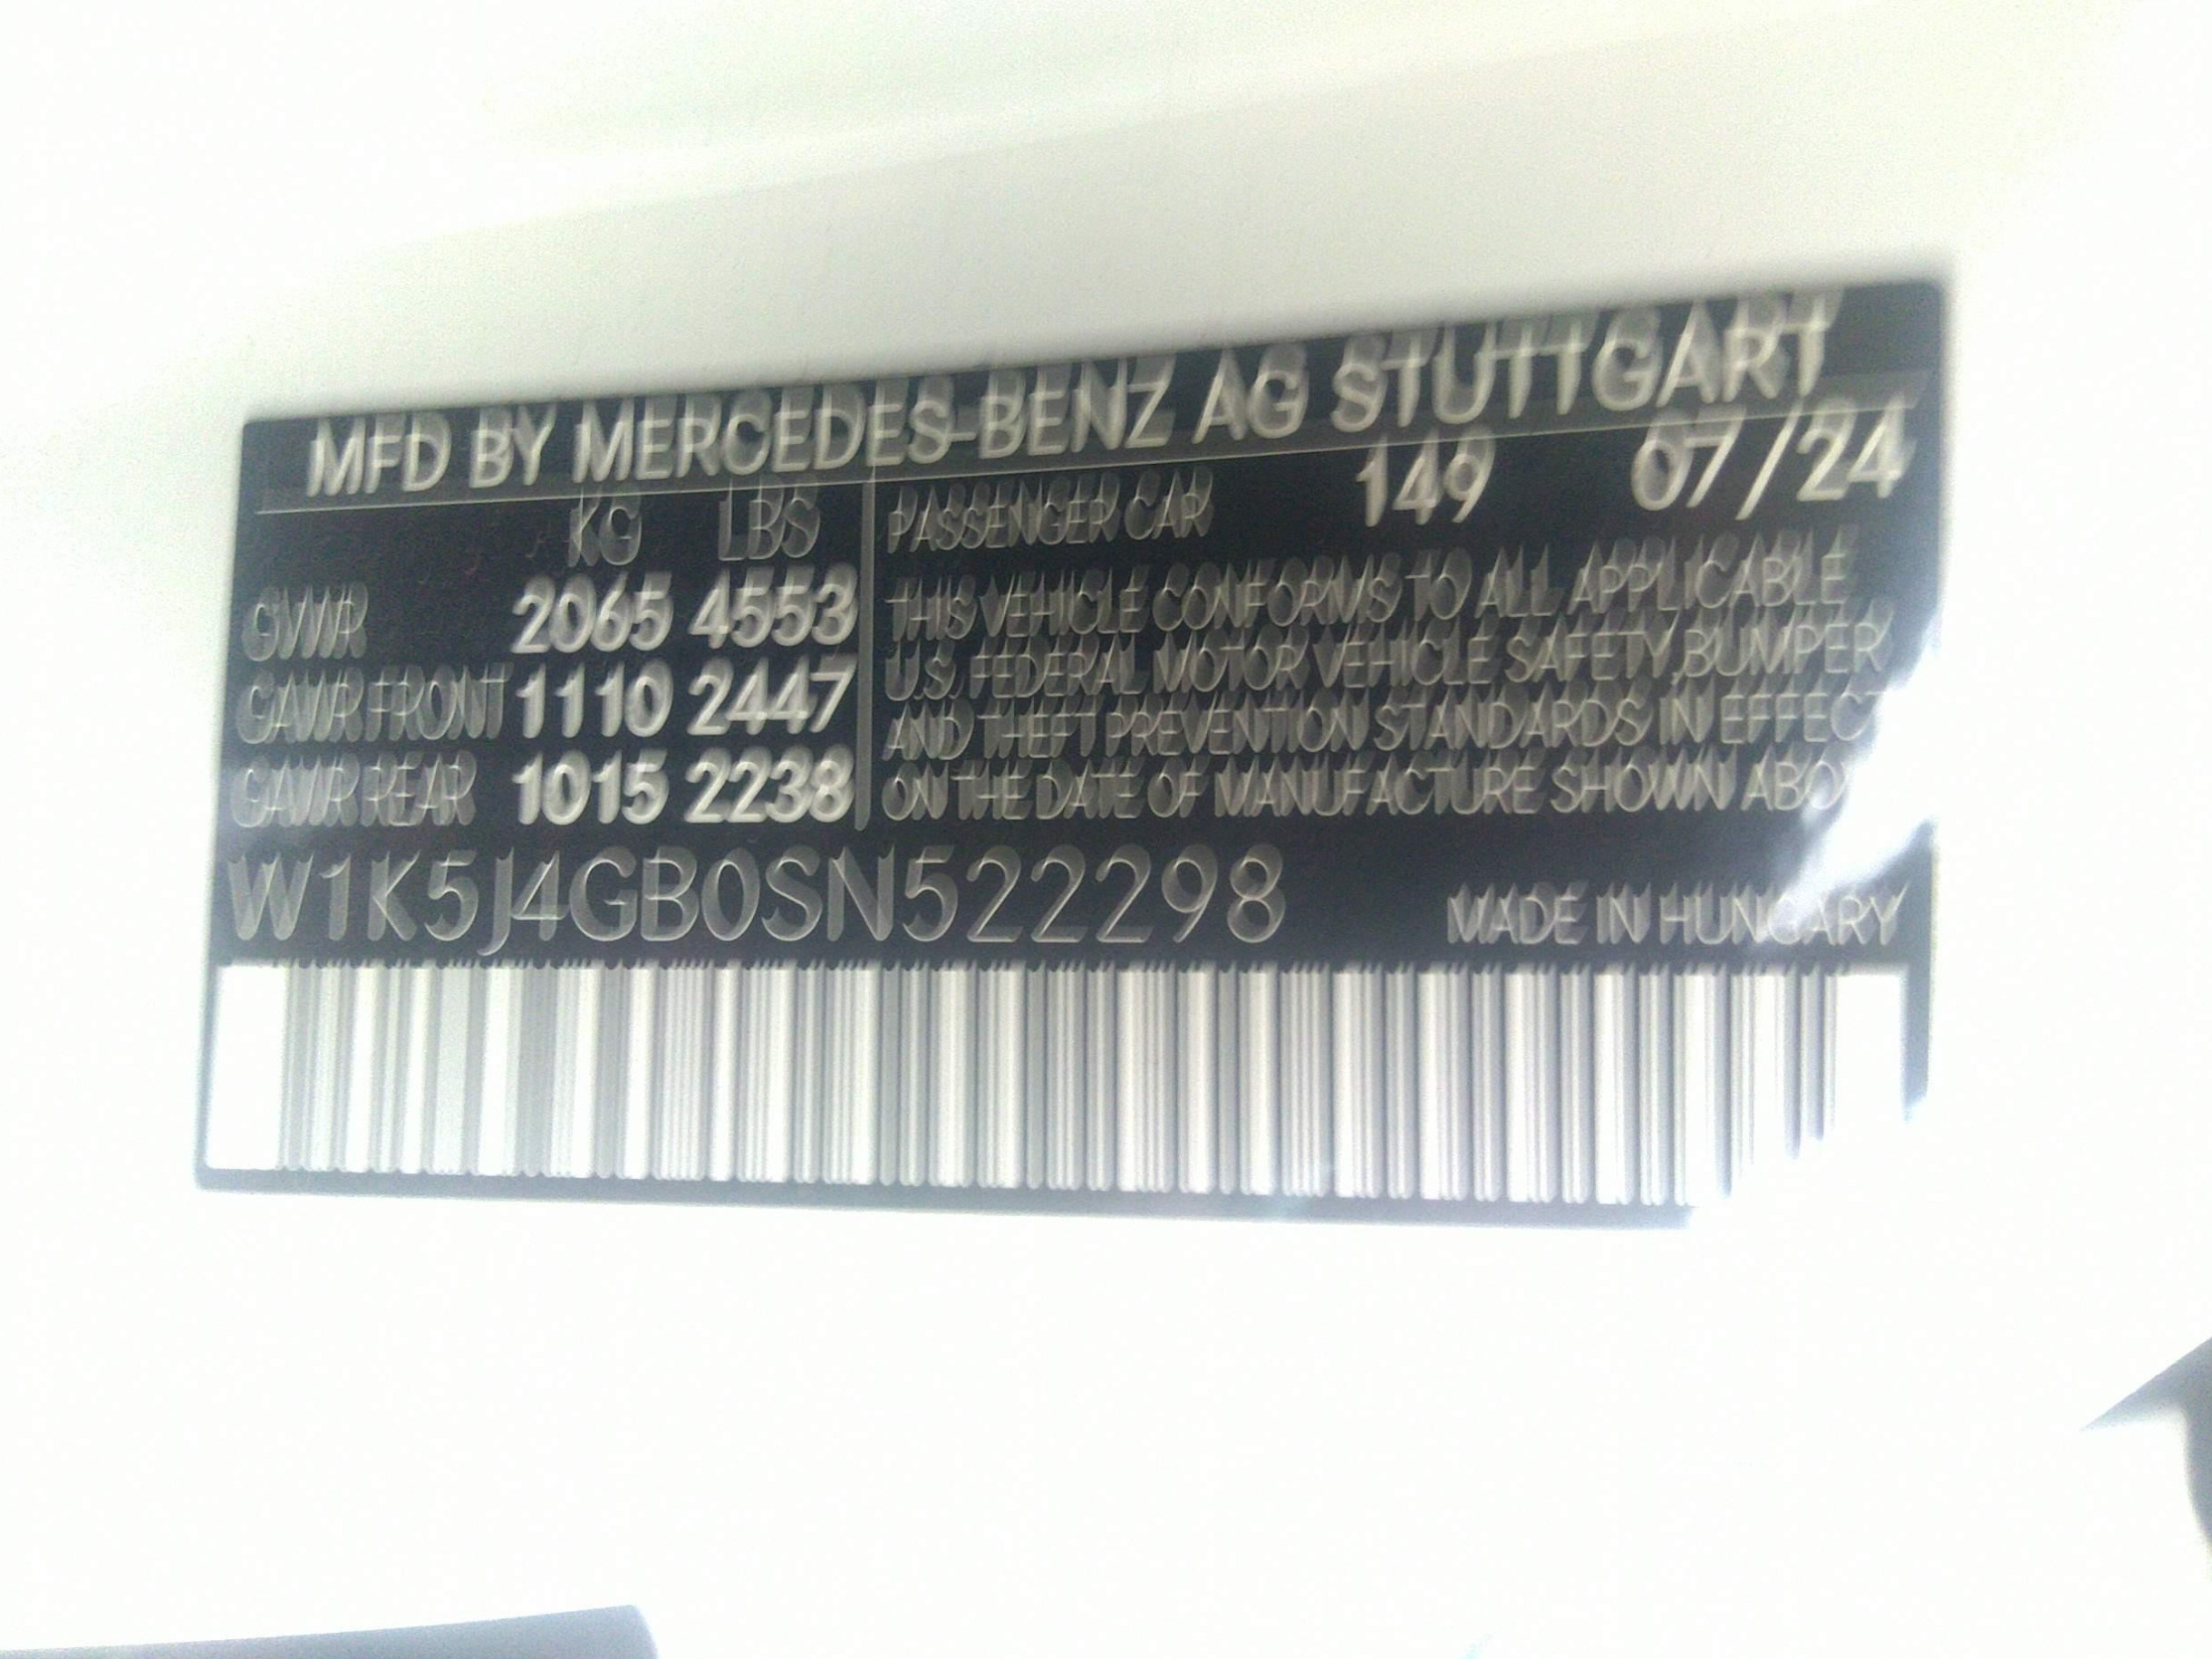 MFD BY MERCEDES-BENZ AG STUTTGART
KG LBS
GVWR 2065 4553
GAWR FRONT 1110 2447
GAWR REAR 1015 2238
PASSENGER CAR 149 07/24
THIS VEHICLE CONFORMS TO ALL APPLICABLE
U.S. FEDERAL MOTOR VEHICLE SAFETY, BUMPER
AND THEFT PREVENTION STANDARDS IN EFFECT
ON THE DATE OF MANUFACTURE SHOWN
W1K5J4GB0SN522298
MADE IN HUNGARY